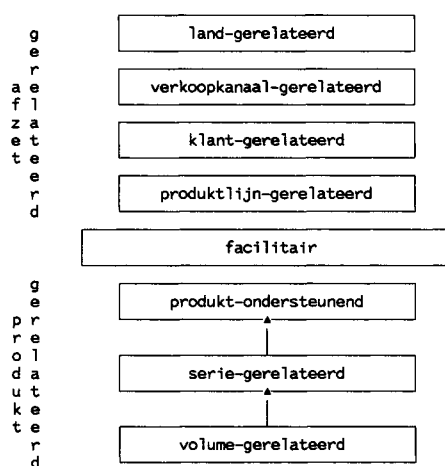 afzet gerelateerd
land-gerelateerd
verkoopkanaal-gerelateerd
klant-gerelateerd
produktlijn-gerelateerd
facilitair
produkt gerelateerd
produkt-ondersteunend
serie-gerelateerd
volume-gerelateerd